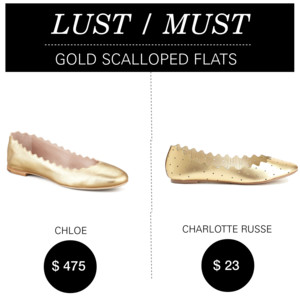 LUST / MUST
GOLD SCALLOPED FLATS
CHLOE
CHARLOTTE RUSSE
$ 475
$ 23